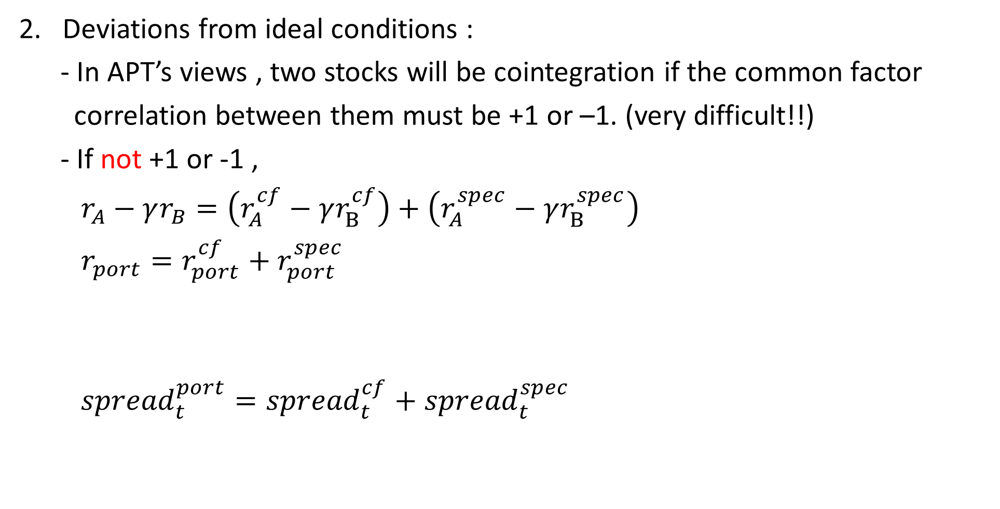 2. Deviations from ideal conditions :
- In APT’s views , two stocks will be cointegration if the common factor
correlation between them must be +1 or –1. (very difficult!!)
- If not +1 or -1 ,
$r_A - \gamma r_B = \left(r_A^{cf} - \gamma r_{\mathrm{B}}^{cf}\right) + \left(r_A^{spec} - \gamma r_{\mathrm{B}}^{spec}\right)$
$r_{port} = r_{port}^{cf} + r_{port}^{spec}$
$spread_t^{port} = spread_t^{cf} + spread_t^{spec}$